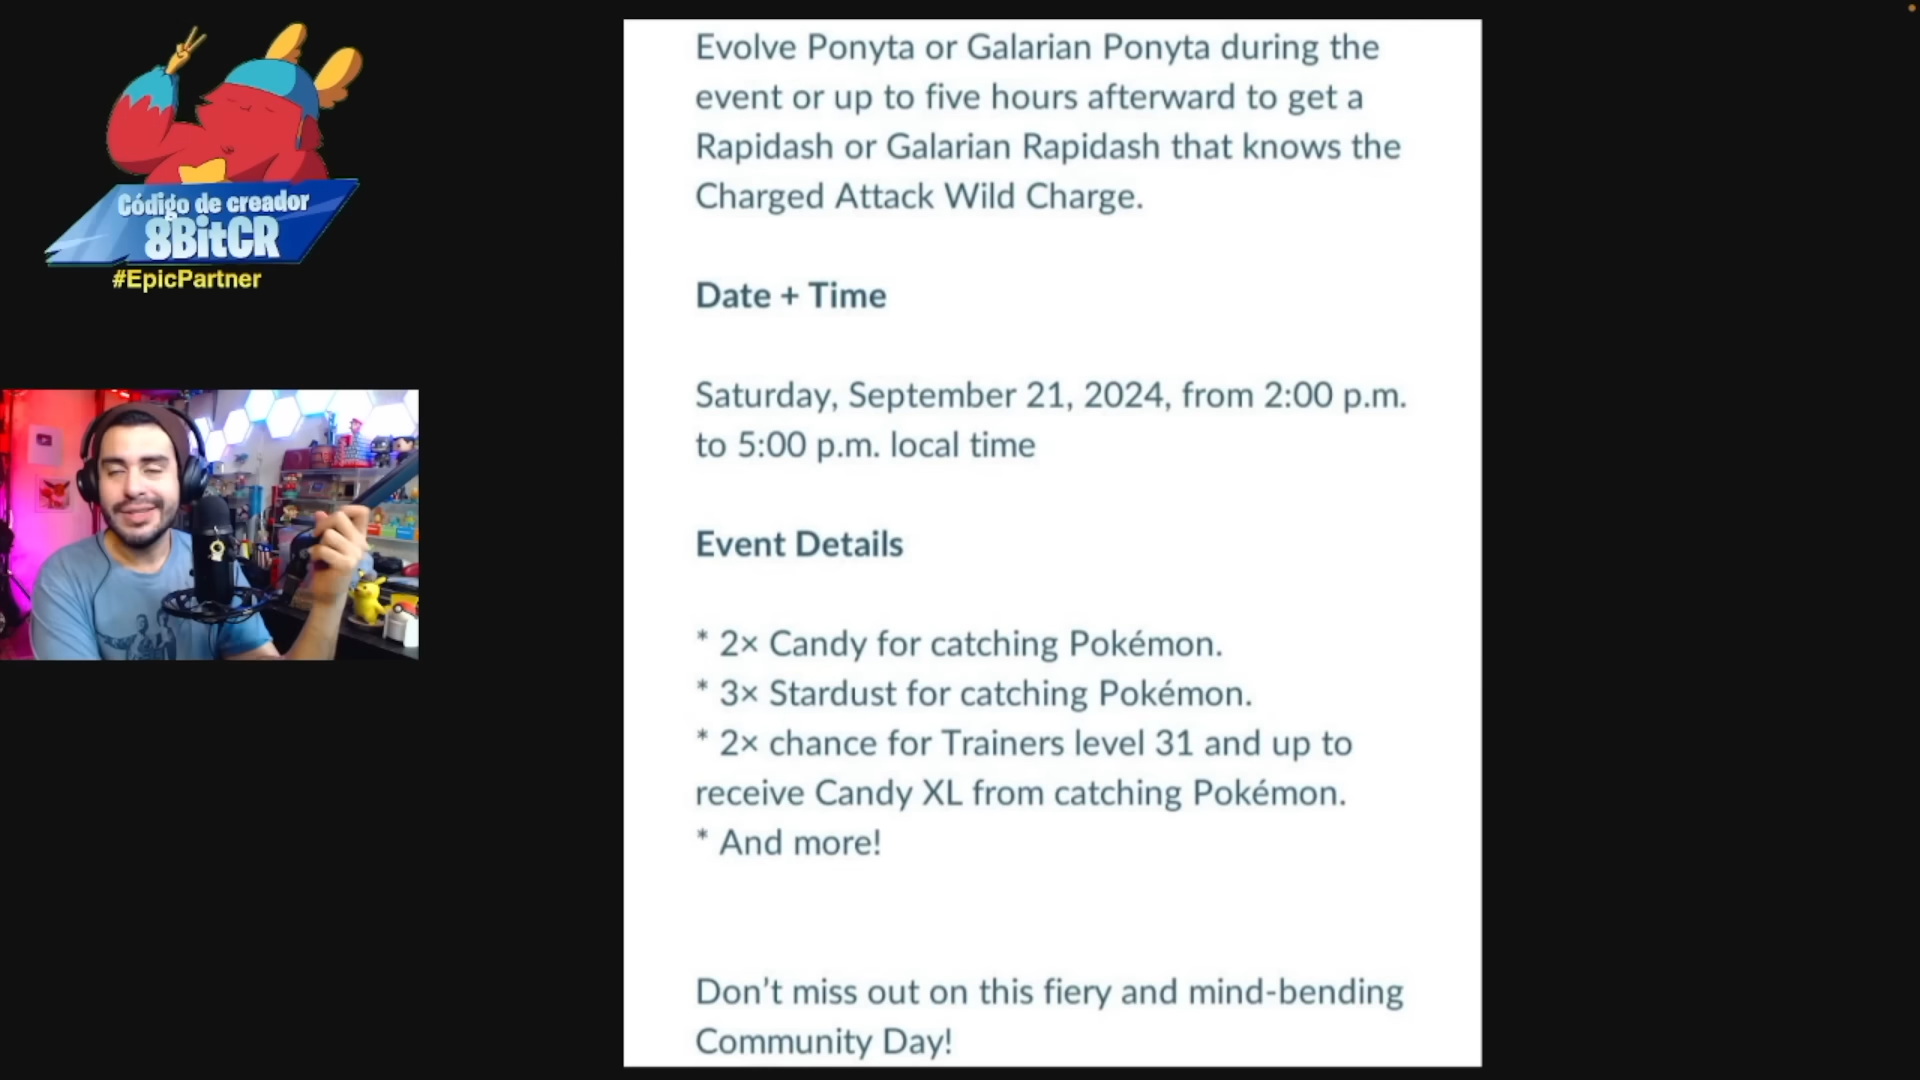 Código de creador
8BitCR
#EpicPartner
Evolve Ponyta or Galarian Ponyta during the
event or up to five hours afterward to get a
Rapidash or Galarian Rapidash that knows the
Charged Attack Wild Charge.
Date + Time
Saturday, September 21, 2024, from 2:00 p.m.
to 5:00 p.m. local time
Event Details
* 2× Candy for catching Pokémon.
* 3× Stardust for catching Pokémon.
* 2× chance for Trainers level 31 and up to
receive Candy XL from catching Pokémon.
* And more!
Don't miss out on this fiery and mind-bending
Community Day!